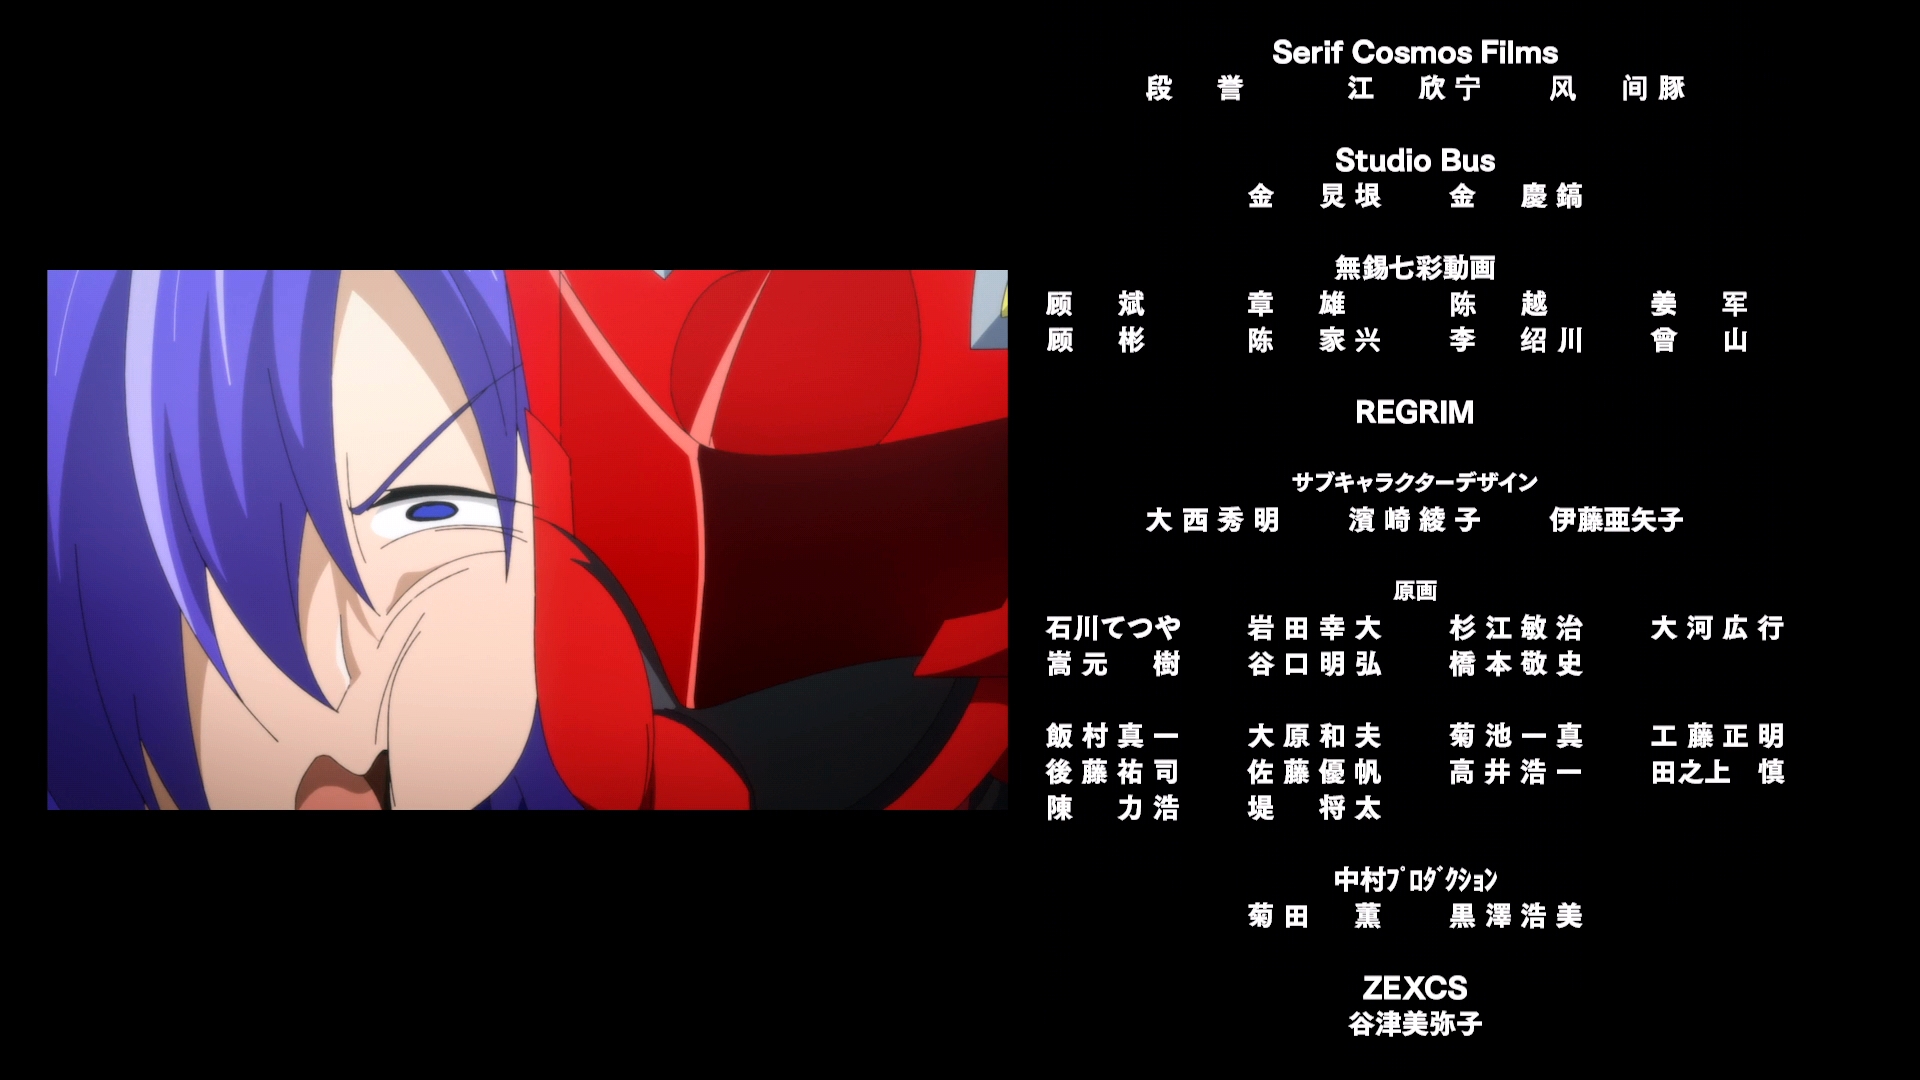 Serif Cosmos Films
段 誉 江 欣宁 风 间豚
Studio Bus
金 炅垠 金 慶鎬
無錫七彩動画
顾 斌 章 雄 陈 越 姜 军
顾 彬 陈 家兴 李 绍川 曾 山
REGRIM
サブキャラクターデザイン
大西秀明 濱崎綾子 伊藤亜矢子
原画
石川てつや 岩田幸大 杉江敏治 大河広行
嵩元 樹 谷口明弘 橋本敬史
飯村真一 大原和夫 菊池一真 工藤正明
後藤祐司 佐藤優帆 高井浩一 田之上 慎
陳 力浩 堤 将太
中村ﾌﾟﾛﾀﾞｸｼｮﾝ
菊田 薫 黒澤浩美
ZEXCS
谷津美弥子